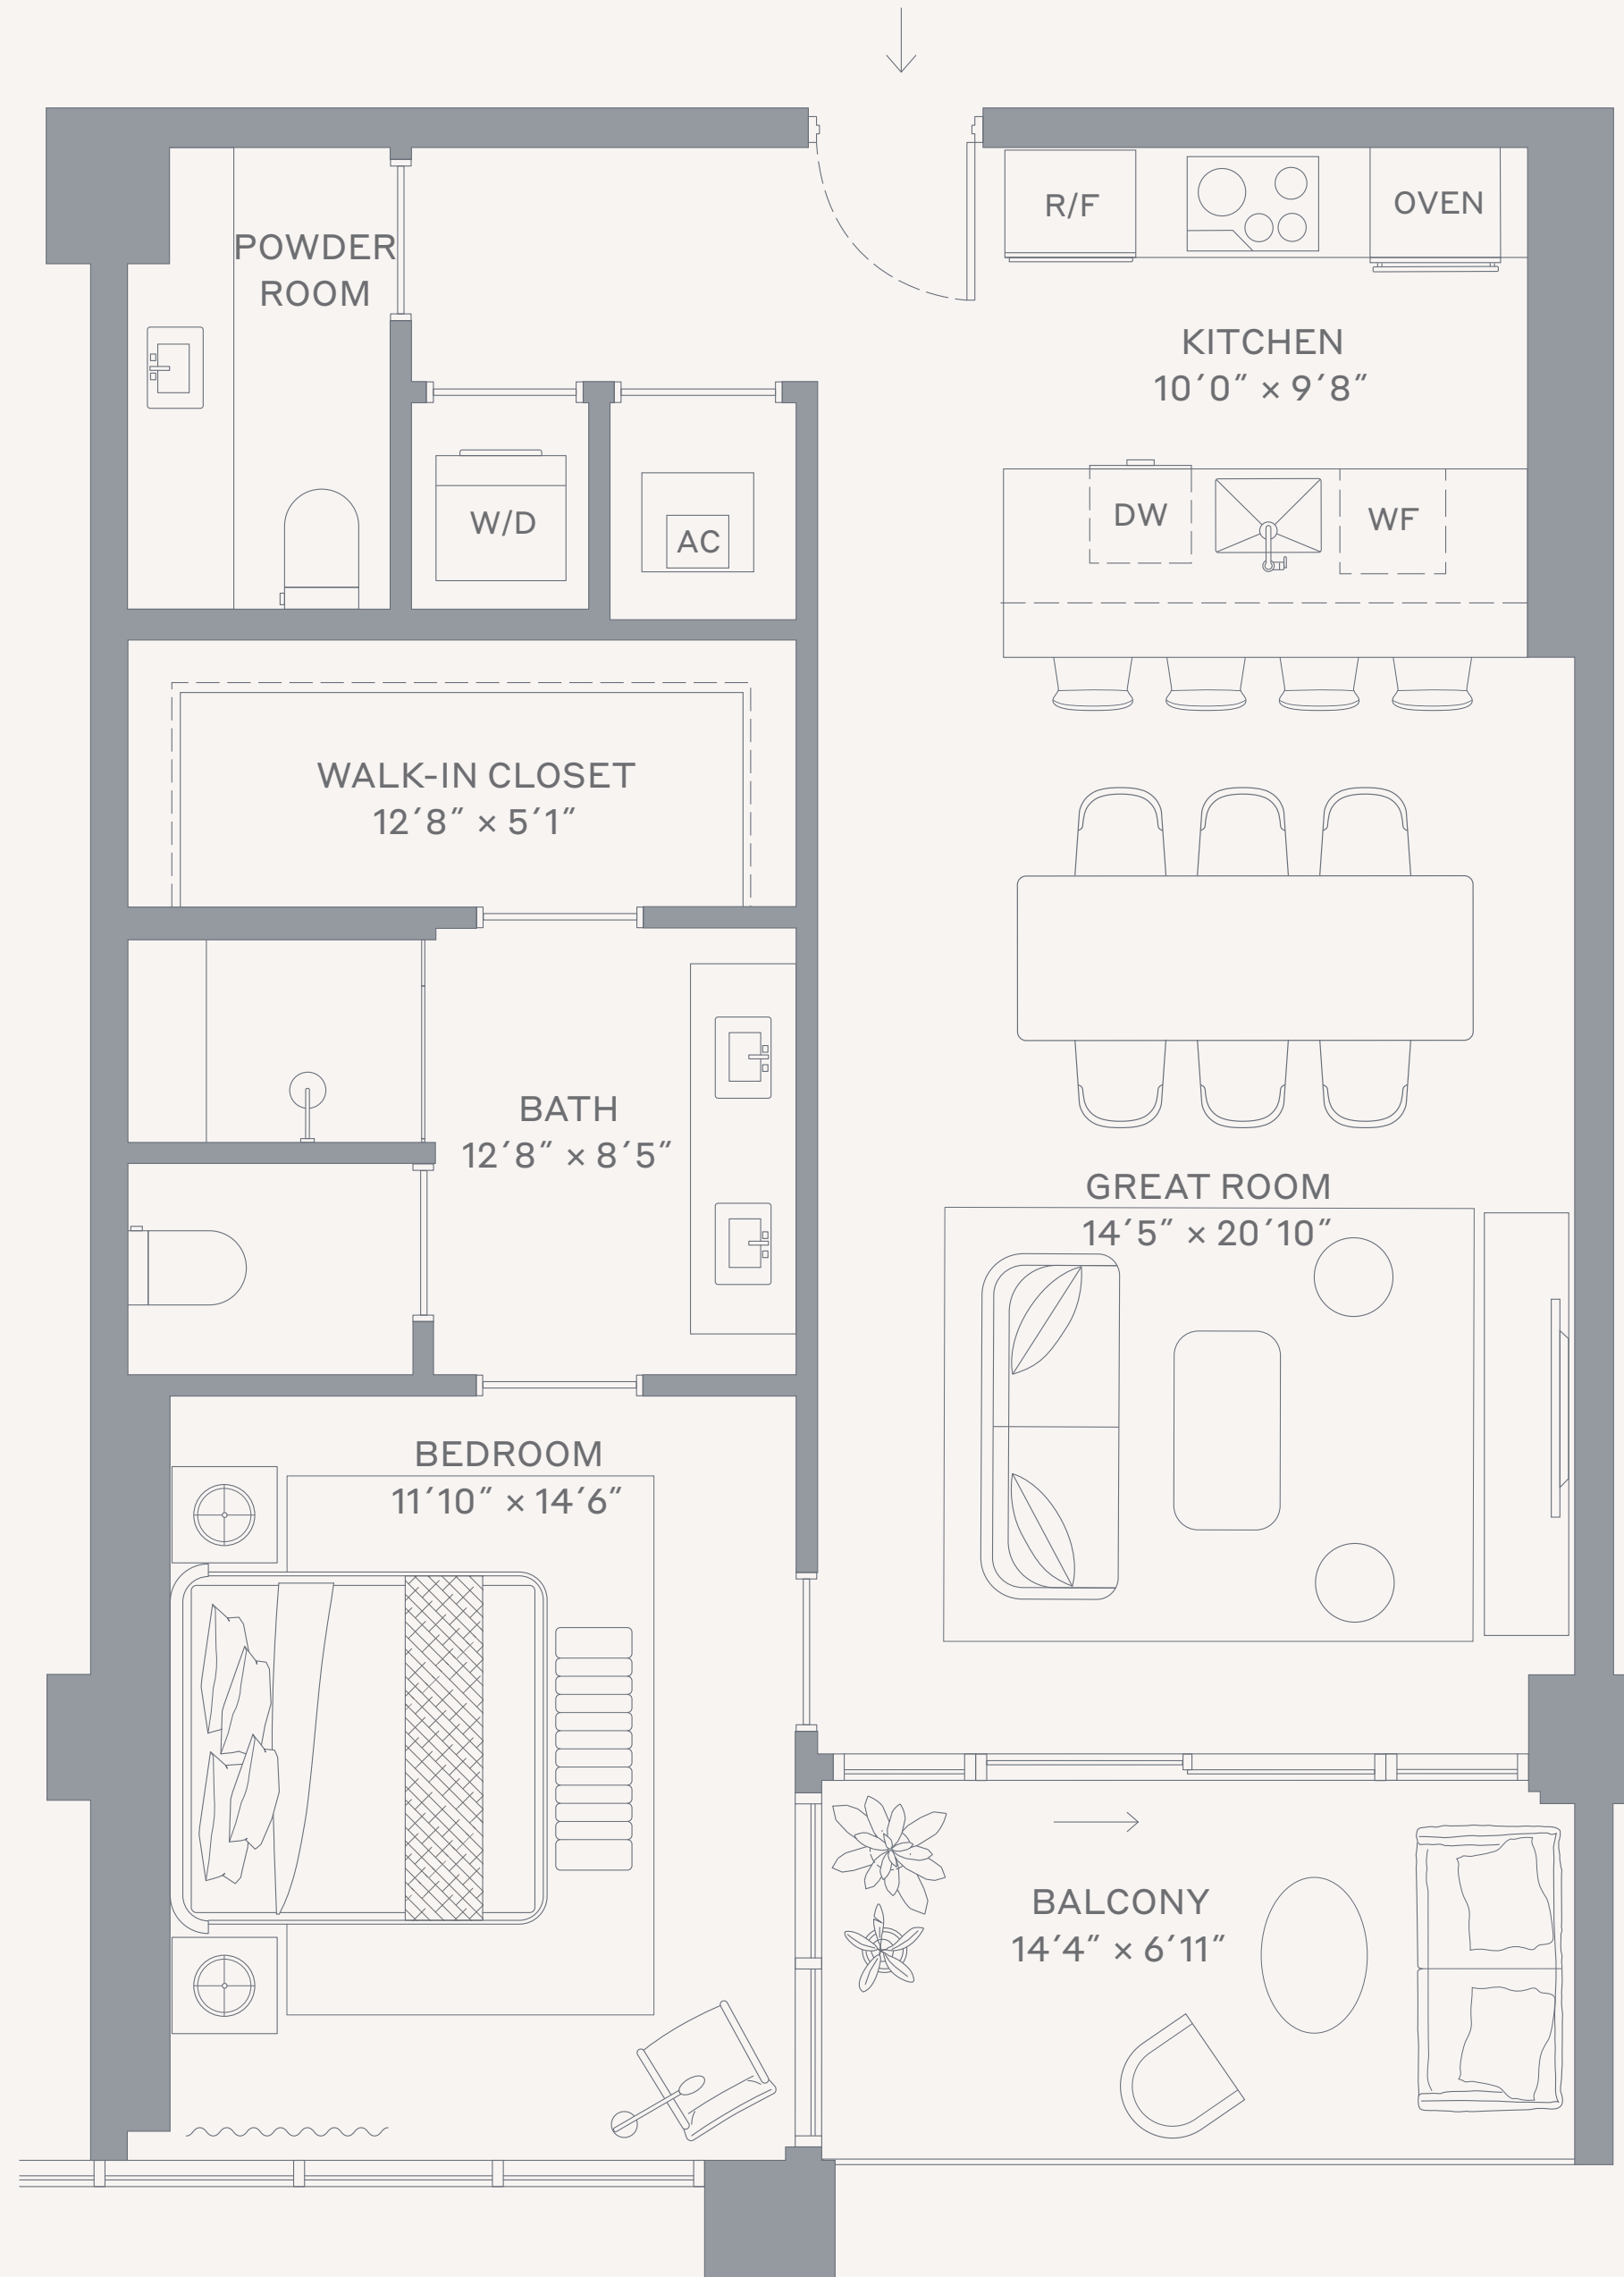 POWDER
ROOM
R/F
OVEN
KITCHEN
10´0˝ × 9´8˝
W/D
AC
DW
WF
WALK-IN CLOSET
12´8˝ × 5´1˝
BATH
12´8˝ × 8´5˝
GREAT ROOM
14´5˝ × 20´10˝
BEDROOM
11´10˝ × 14´6˝
BALCONY
14´4˝ × 6´11˝